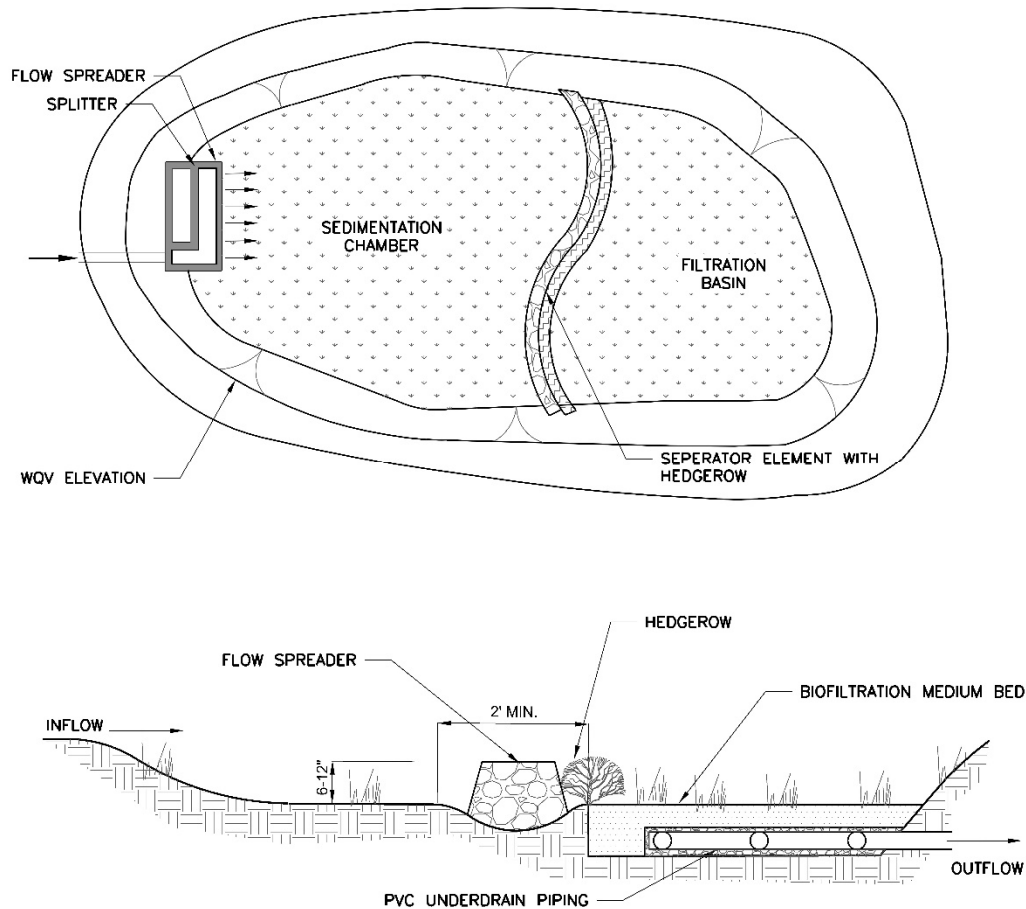 FLOW SPREADER
SPLITTER
SEDIMENTATION
CHAMBER
FILTRATION
BASIN
WQV ELEVATION
SEPERATOR ELEMENT WITH
HEDGEROW
HEDGEROW
FLOW SPREADER
BIOFILTRATION MEDIUM BED
2' MIN.
INFLOW
6-12"
OUTFLOW
PVC UNDERDRAIN PIPING